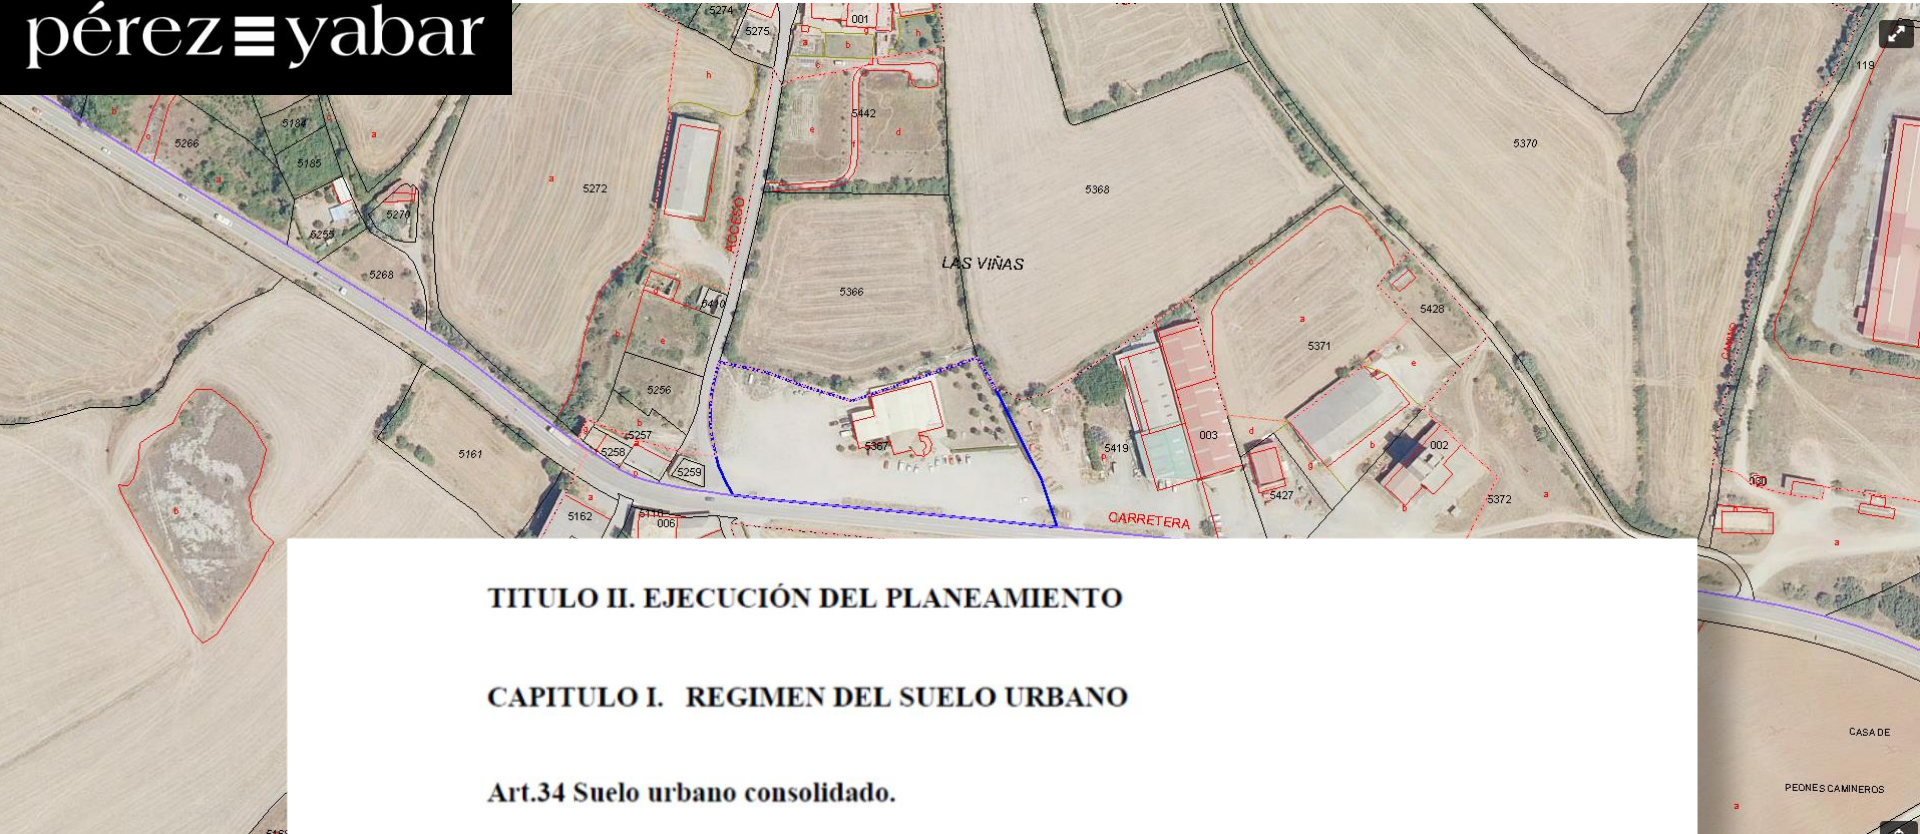 pérez yabar
5274
5275
001
a
b
g
h
h
c
119
5442
e
d
f
5184
c
a
b
c
5266
5185
a
5370
a
5272
5368
5270
5255
ACCESO
LAS VIÑAS
5268
d
5410
5366
c
5428
b
e
a
5371
e
CAMINO
5256
b
5257
a
5258
5259
5367
5419
003
d
b
002
g
5427
5161
b
5372
a
a
5162
006
CARRETERA
b
a
TITULO II. EJECUCIÓN DEL PLANEAMIENTO
CAPITULO I. REGIMEN DEL SUELO URBANO
Art.34 Suelo urbano consolidado.
CASA DE
PEONES CAMINEROS
a